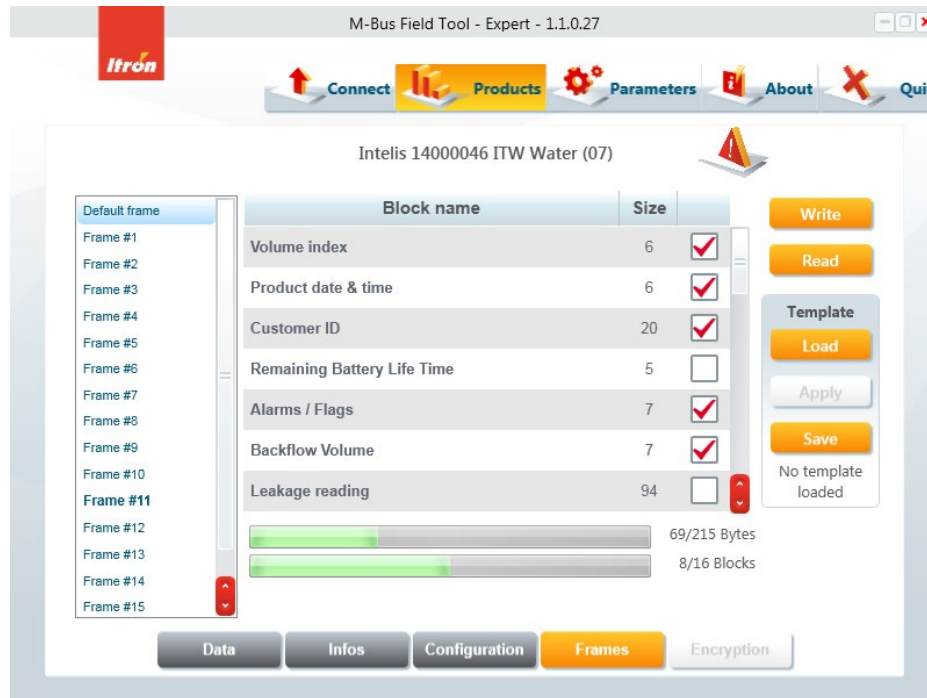 M-Bus Field Tool - Expert - 1.1.0.27
Itrón
Connect
Products
Parameters
About
Qui
Intelis 14000046 ITW Water (07)
Default frame
Frame #1
Frame #2
Frame #3
Frame #4
Frame #5
Frame #6
Frame #7
Frame #8
Frame #9
Frame #10
Frame #11
Frame #12
Frame #13
Frame #14
Frame #15
Block name Size
Volume index 6
Product date & time 6
Customer ID 20
Remaining Battery Life Time 5
Alarms / Flags 7
Backflow Volume 7
Leakage reading 94
69/215 Bytes
8/16 Blocks
Write
Read
Template
Load
Apply
Save
No template
loaded
Data
Infos
Configuration
Frames
Encryption